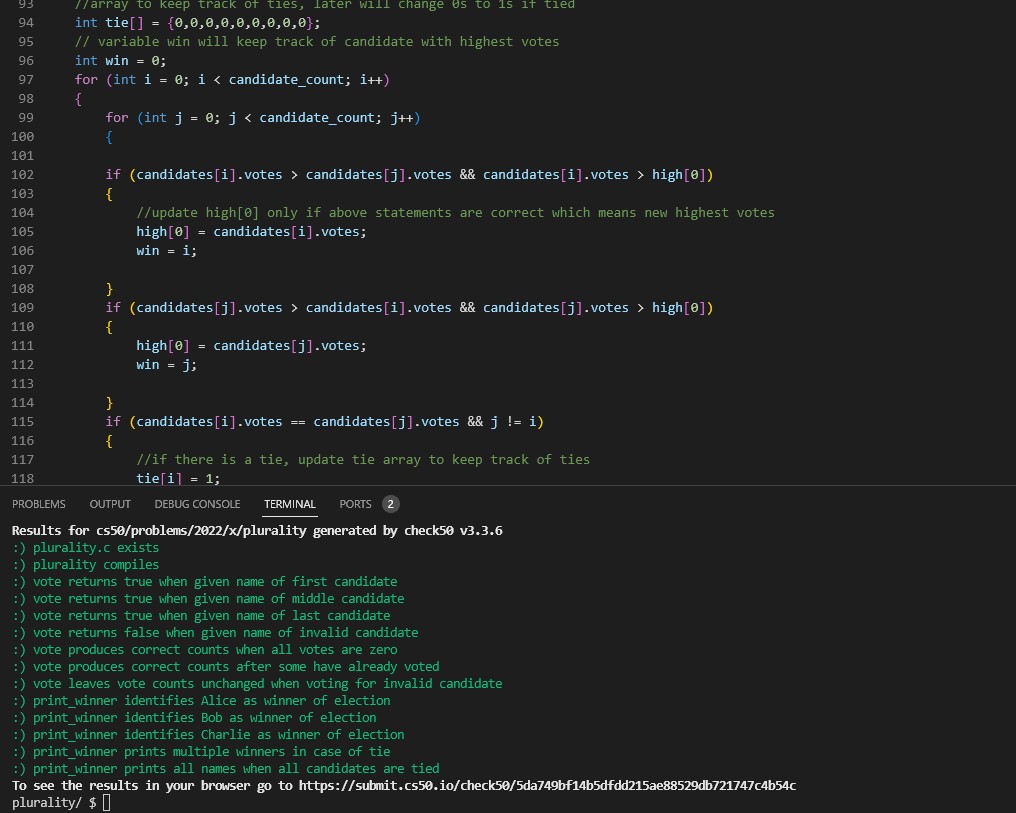 93 //array to keep track of ties, later will change 0s to 1s if tied
94 int tie[] = {0,0,0,0,0,0,0,0,0};
95 // variable win will keep track of candidate with highest votes
96 int win = 0;
97 for (int i = 0; i < candidate_count; i++)
98 {
99 for (int j = 0; j < candidate_count; j++)
100 {
101
102 if (candidates[i].votes > candidates[j].votes && candidates[i].votes > high[0])
103 {
104 //update high[0] only if above statements are correct which means new highest votes
105 high[0] = candidates[i].votes;
106 win = i;
107
108 }
109 if (candidates[j].votes > candidates[i].votes && candidates[j].votes > high[0])
110 {
111 high[0] = candidates[j].votes;
112 win = j;
113
114 }
115 if (candidates[i].votes == candidates[j].votes && j != i)
116 {
117 //if there is a tie, update tie array to keep track of ties
118 tie[i] = 1;
PROBLEMS OUTPUT DEBUG CONSOLE TERMINAL PORTS 2
Results for cs50/problems/2022/x/plurality generated by check50 v3.3.6
:) plurality.c exists
:) plurality compiles
:) vote returns true when given name of first candidate
:) vote returns true when given name of middle candidate
:) vote returns true when given name of last candidate
:) vote returns false when given name of invalid candidate
:) vote produces correct counts when all votes are zero
:) vote produces correct counts after some have already voted
:) vote leaves vote counts unchanged when voting for invalid candidate
:) print_winner identifies Alice as winner of election
:) print_winner identifies Bob as winner of election
:) print_winner identifies Charlie as winner of election
:) print_winner prints multiple winners in case of tie
:) print_winner prints all names when all candidates are tied
To see the results in your browser go to https://submit.cs50.io/check50/5da749bf14b5dfdd215ae88529db721747c4b54c
plurality/ $